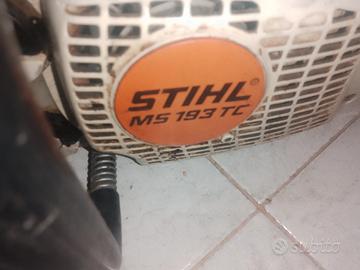 STIHL
MS 193 TC
subito